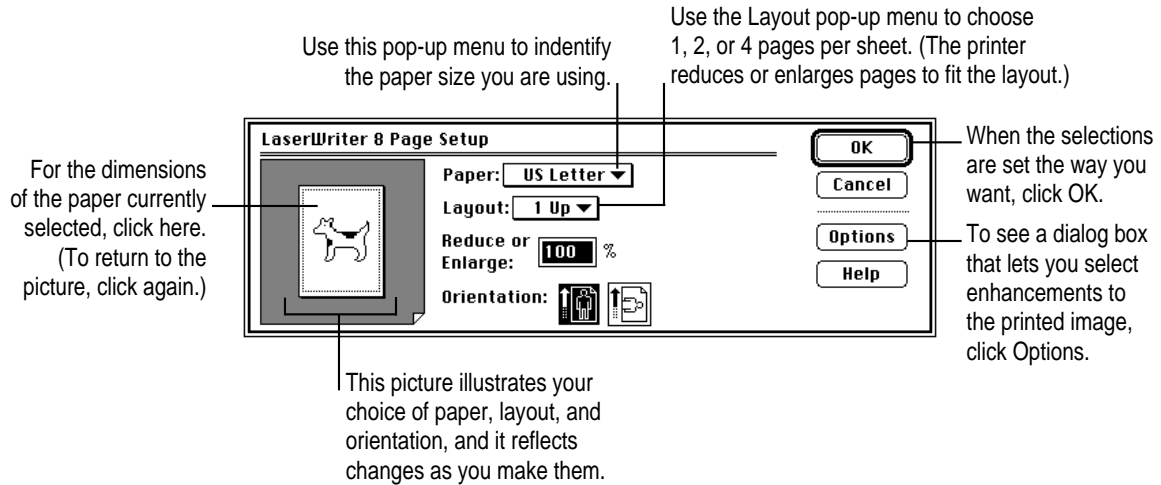 Use the Layout pop-up menu to choose
1, 2, or 4 pages per sheet. (The printer
reduces or enlarges pages to fit the layout.)
Use this pop-up menu to indentify
the paper size you are using.
For the dimensions
of the paper currently
selected, click here.
(To return to the
picture, click again.)
LaserWriter 8 Page Setup
Paper: US Letter
Layout: 1 Up
Reduce or
Enlarge: 100 %
Orientation:
OK
Cancel
Options
Help
When the selections
are set the way you
want, click OK.
To see a dialog box
that lets you select
enhancements to
the printed image,
click Options.
This picture illustrates your
choice of paper, layout, and
orientation, and it reflects
changes as you make them.